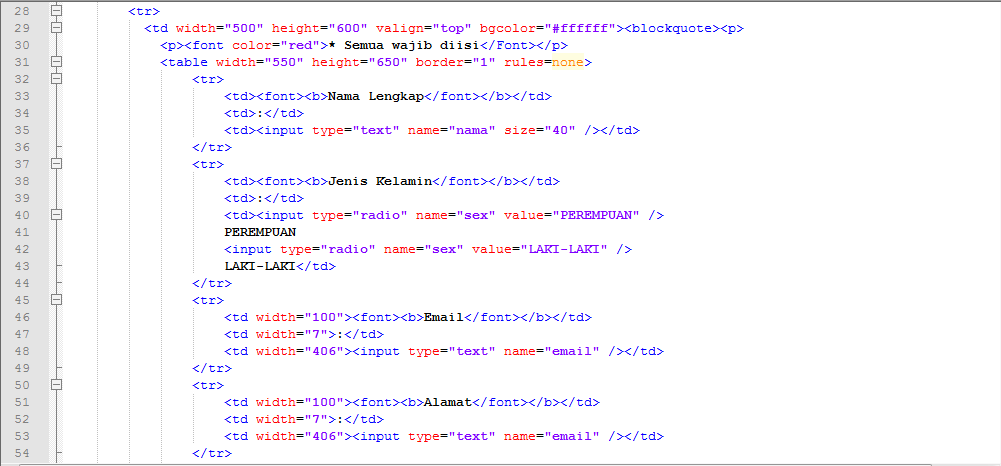 28 <tr>
29 <td width="500" height="600" valign="top" bgcolor="#ffffff"><blockquote><p>
30 <p><font color="red">* Semua wajib diisi</Font></p>
31 <table width="550" height="650" border="1" rules=none>
32 <tr>
33 <td><font><b>Nama Lengkap</font></b></td>
34 <td>:</td>
35 <td><input type="text" name="nama" size="40" /></td>
36 </tr>
37 <tr>
38 <td><font><b>Jenis Kelamin</font></b></td>
39 <td>:</td>
40 <td><input type="radio" name="sex" value="PEREMPUAN" />
41 PEREMPUAN
42 <input type="radio" name="sex" value="LAKI-LAKI" />
43 LAKI-LAKI</td>
44 </tr>
45 <tr>
46 <td width="100"><font><b>Email</font></b></td>
47 <td width="7">:</td>
48 <td width="406"><input type="text" name="email" /></td>
49 </tr>
50 <tr>
51 <td width="100"><font><b>Alamat</font></b></td>
52 <td width="7">:</td>
53 <td width="406"><input type="text" name="email" /></td>
54 </tr>